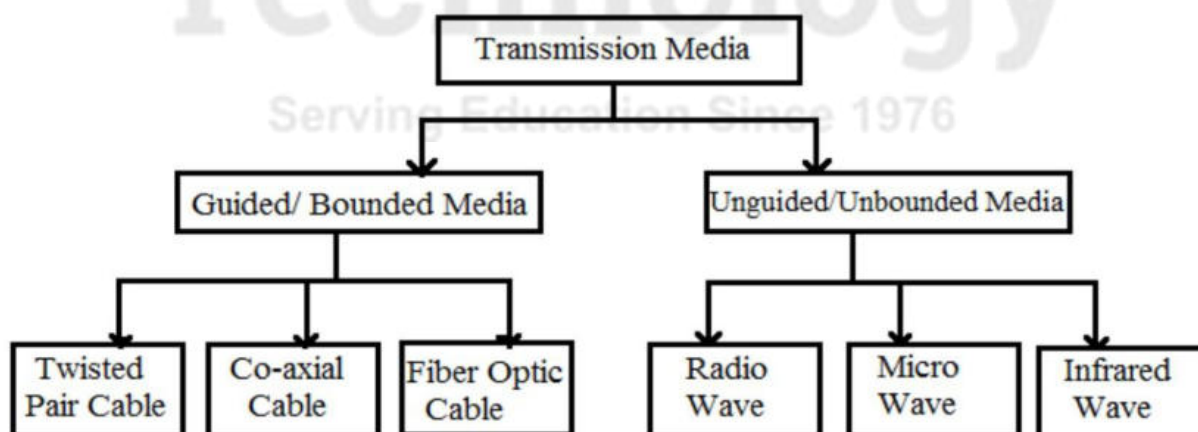 Technology
Transmission Media
Serving Education Since 1976
Guided/ Bounded Media
Unguided/Unbounded Media
Twisted
Pair Cable
Co-axial
Cable
Fiber Optic
Cable
Radio
Wave
Micro
Wave
Infrared
Wave